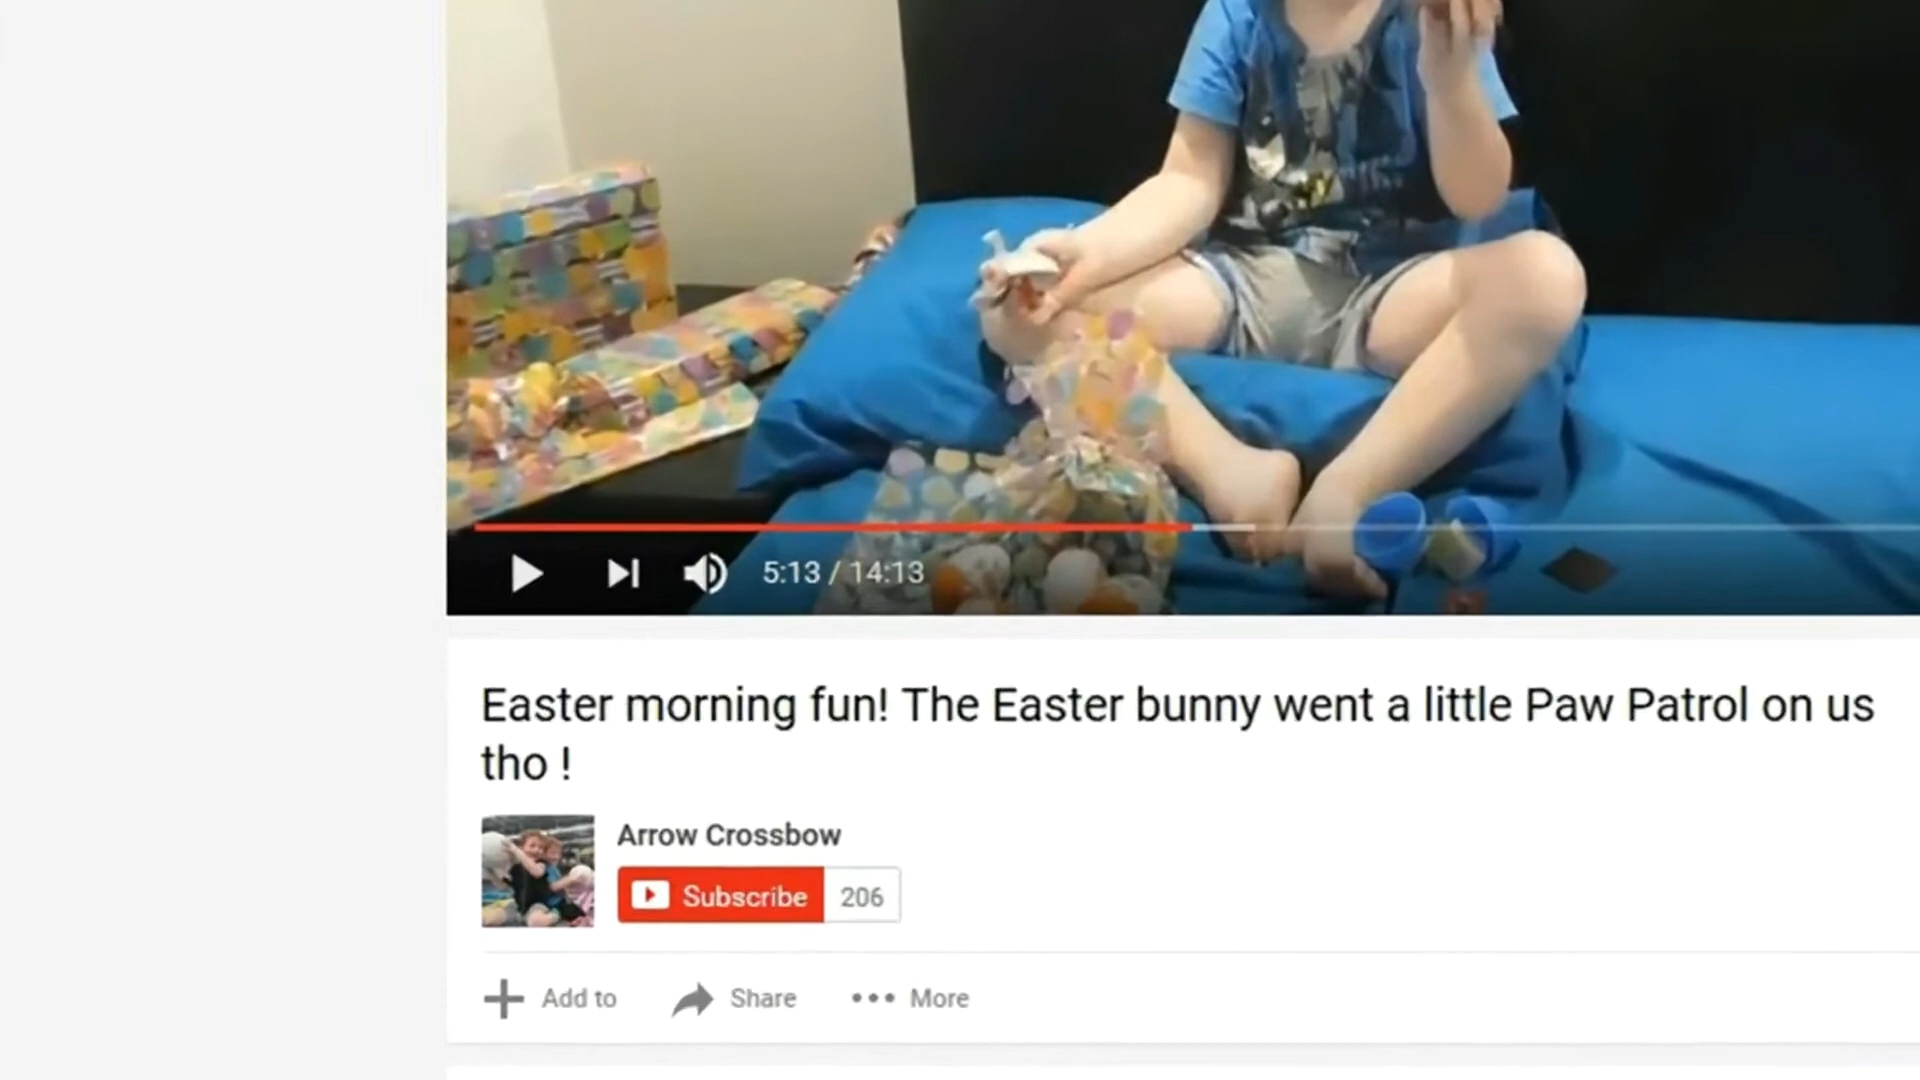 5:13 / 14:13
Easter morning fun! The Easter bunny went a little Paw Patrol on us
tho !
Arrow Crossbow
Subscribe 206
Add to Share More